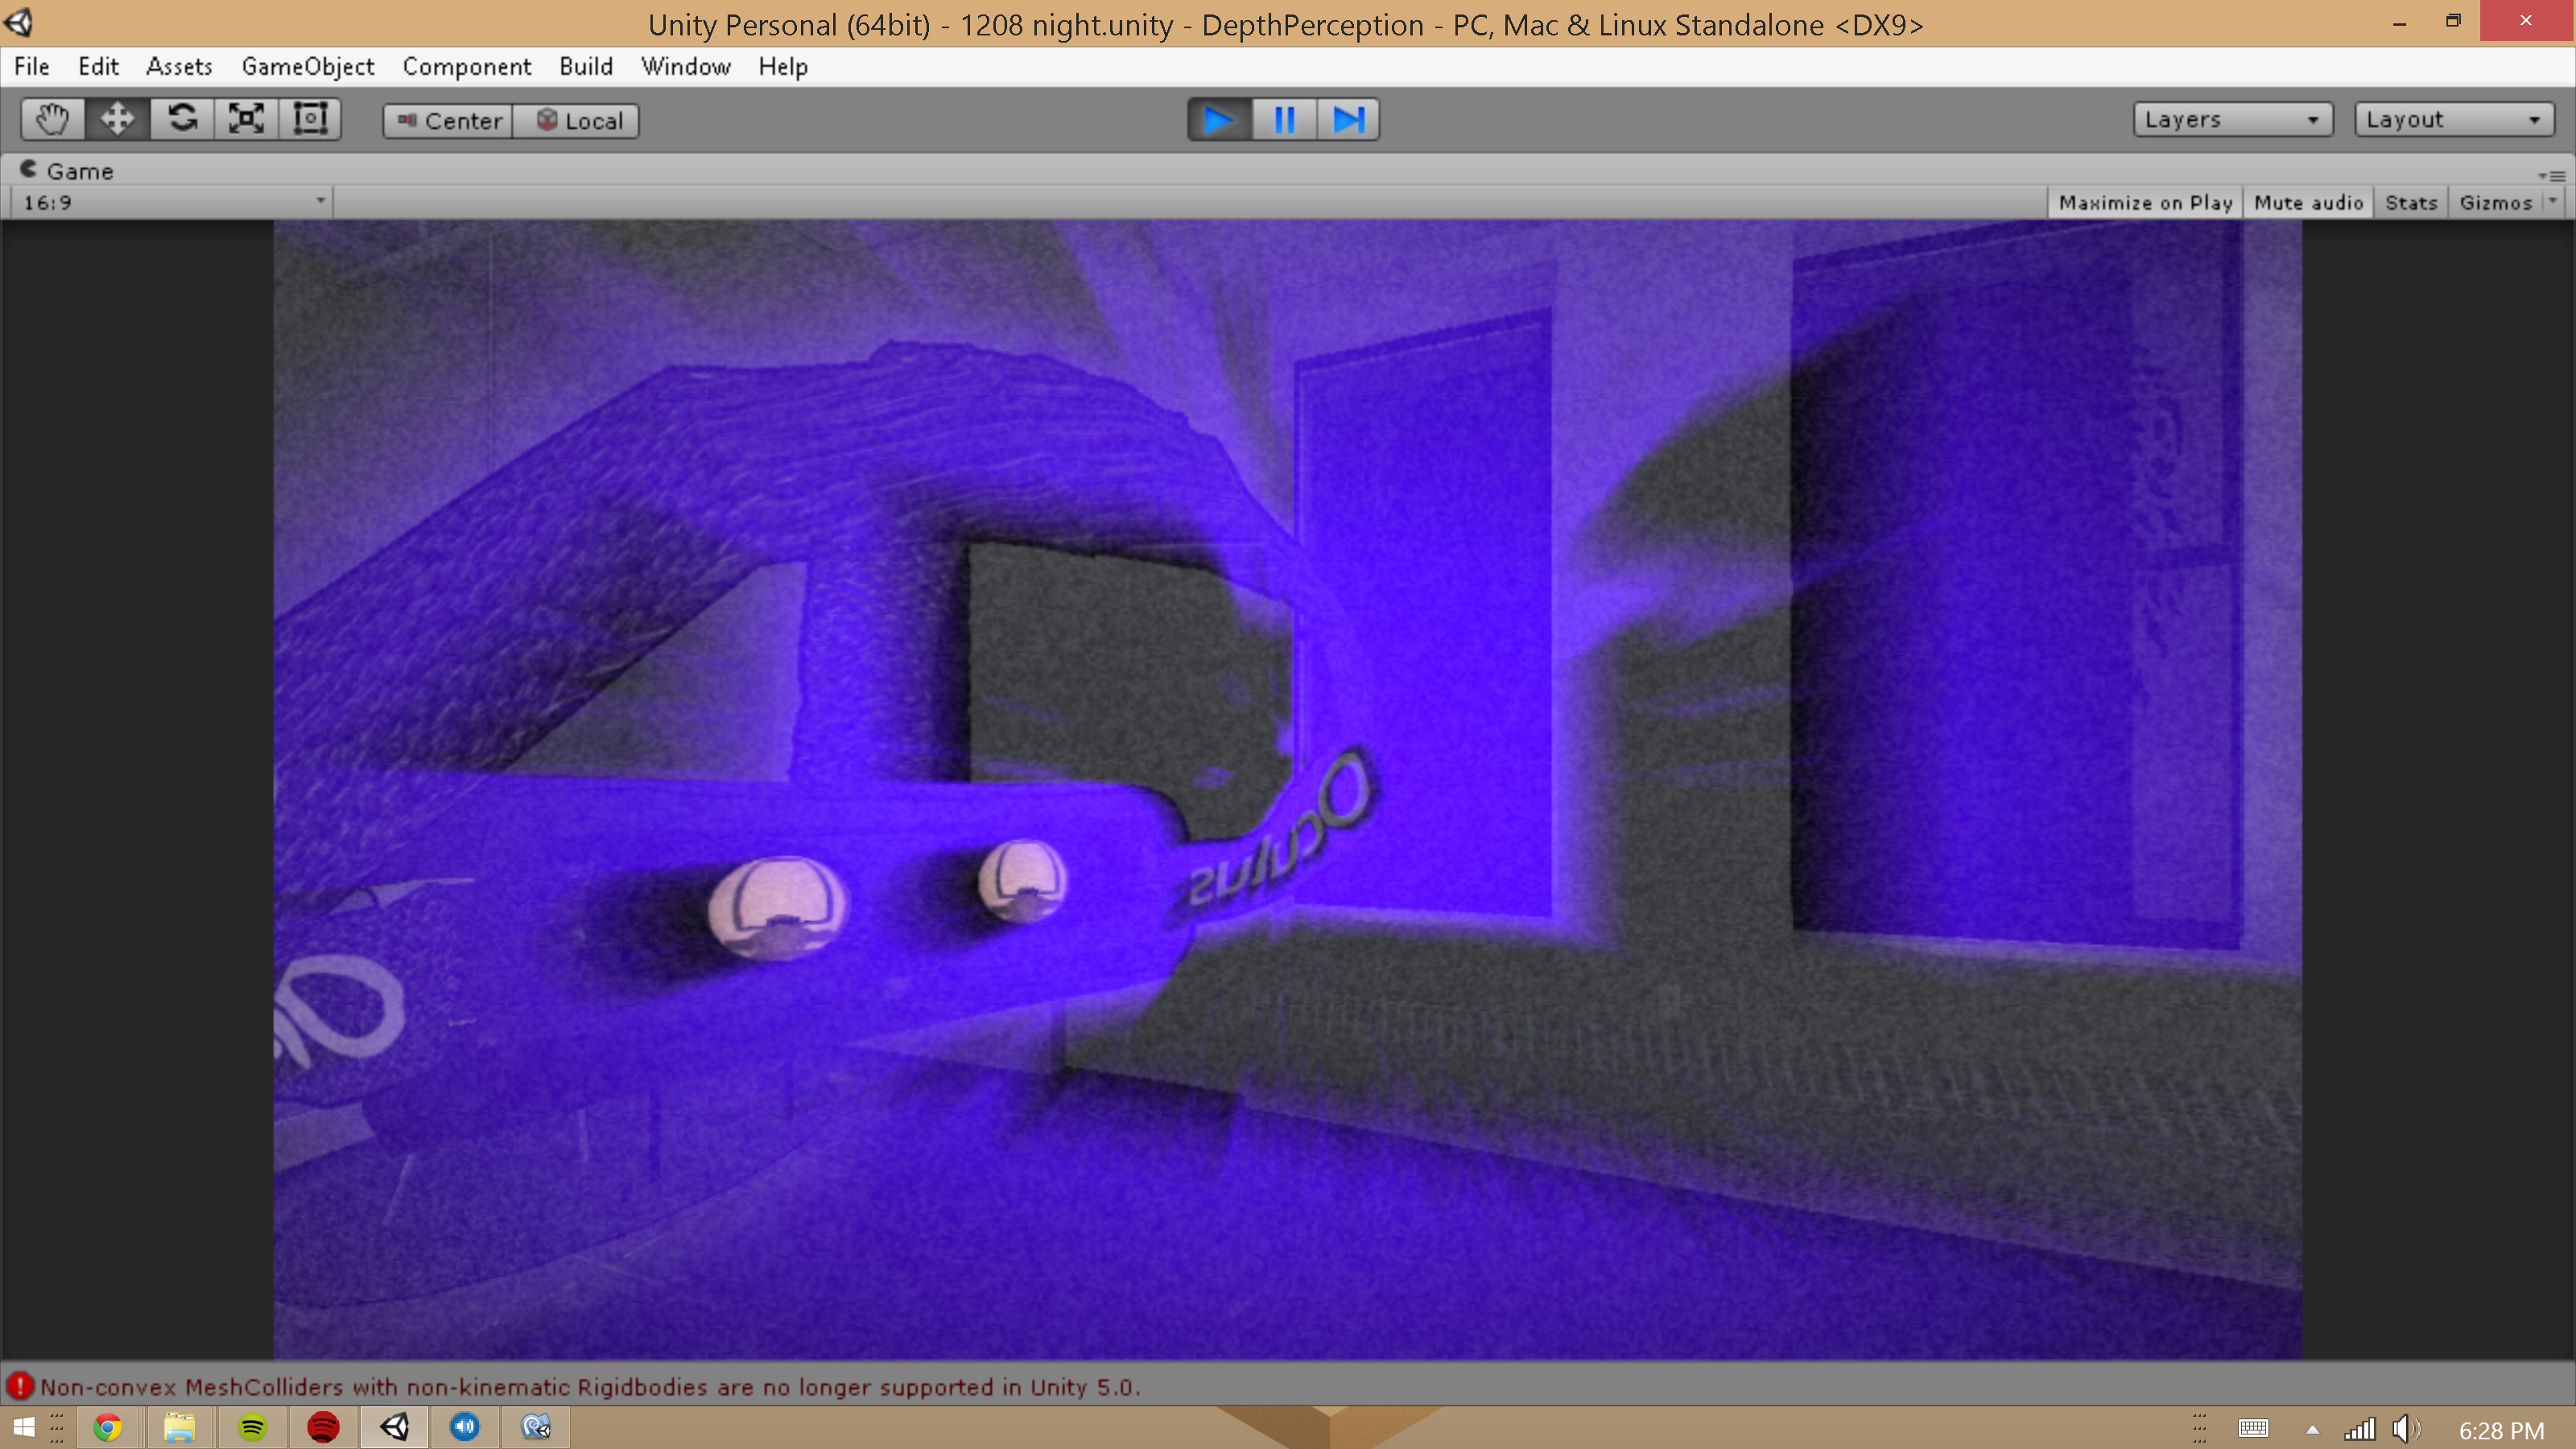 Unity Personal (64bit) - 1208 night.unity - DepthPerception - PC, Mac & Linux Standalone <DX9>
File Edit Assets GameObject Component Build Window Help
Center Local Layers Layout
Game
16:9 Maximize on Play Mute audio Stats Gizmos
Oculus
Non-convex MeshColliders with non-kinematic Rigidbodies are no longer supported in Unity 5.0.
6:28 PM